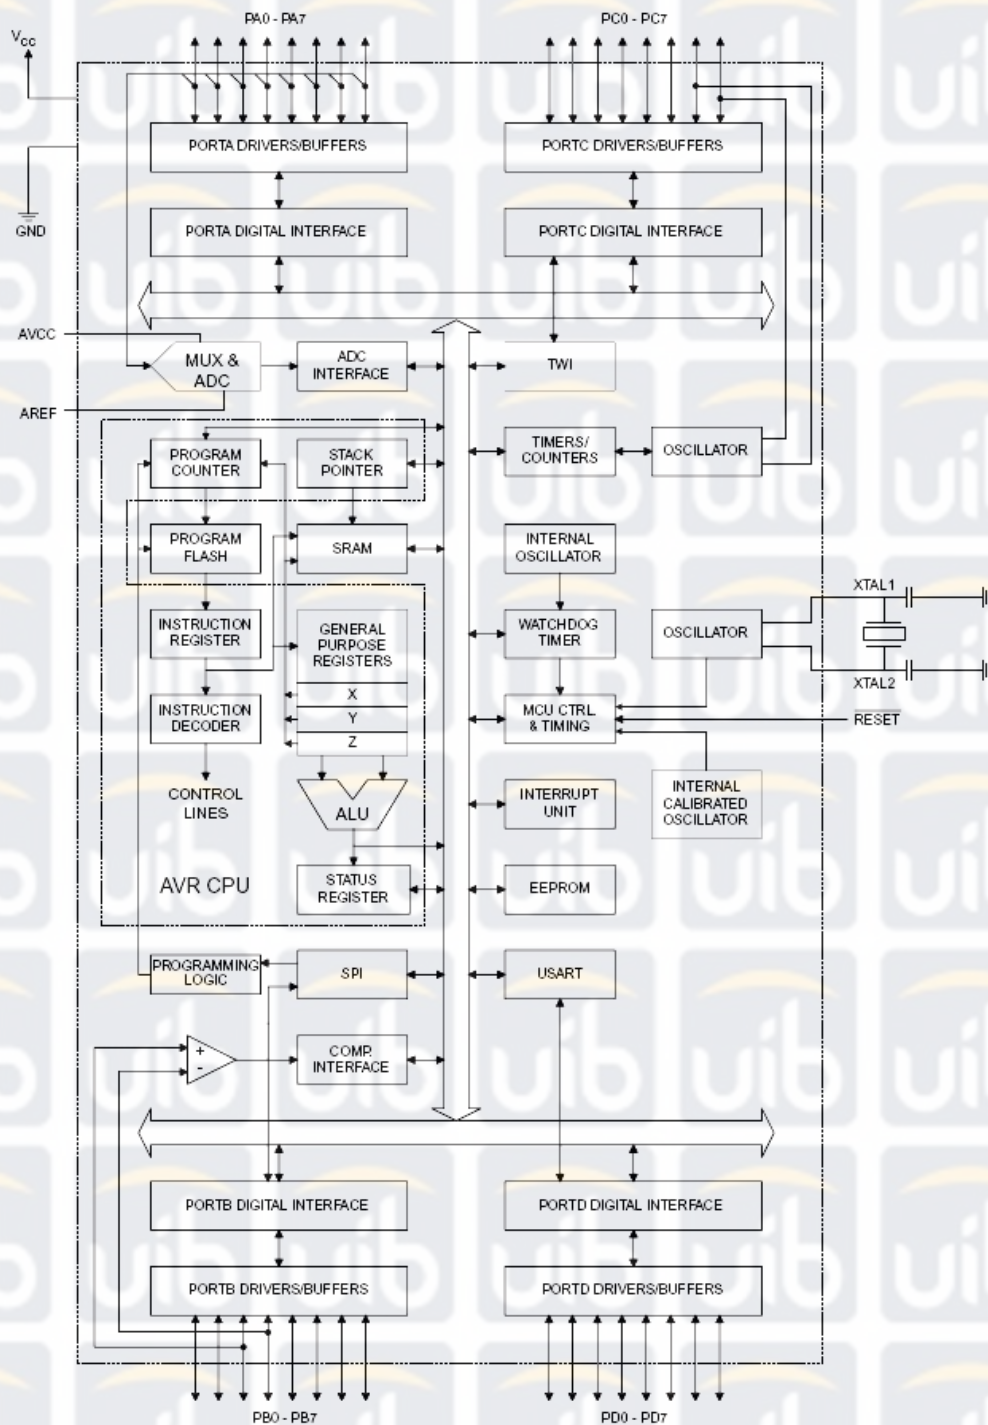 PA0 - PA7
PC0 - PC7
VCC
PORTA DRIVERS/BUFFERS
PORTC DRIVERS/BUFFERS
GND
PORTA DIGITAL INTERFACE
PORTC DIGITAL INTERFACE
AVCC
MUX &
ADC
ADC
INTERFACE
TWI
AREF
PROGRAM
COUNTER
STACK
POINTER
TIMERS/
COUNTERS
OSCILLATOR
PROGRAM
FLASH
SRAM
INTERNAL
OSCILLATOR
XTAL1
INSTRUCTION
REGISTER
GENERAL
PURPOSE
REGISTERS
WATCHDOG
TIMER
OSCILLATOR
XTAL2
X
INSTRUCTION
DECODER
Y
MCU CTRL
& TIMING
RESET
Z
CONTROL
LINES
ALU
INTERRUPT
UNIT
INTERNAL
CALIBRATED
OSCILLATOR
AVR CPU
STATUS
REGISTER
EEPROM
PROGRAMMING
LOGIC
SPI
USART
+
-
COMP.
INTERFACE
PORTB DIGITAL INTERFACE
PORTD DIGITAL INTERFACE
PORTB DRIVERS/BUFFERS
PORTD DRIVERS/BUFFERS
PB0 - PB7
PD0 - PD7
uib